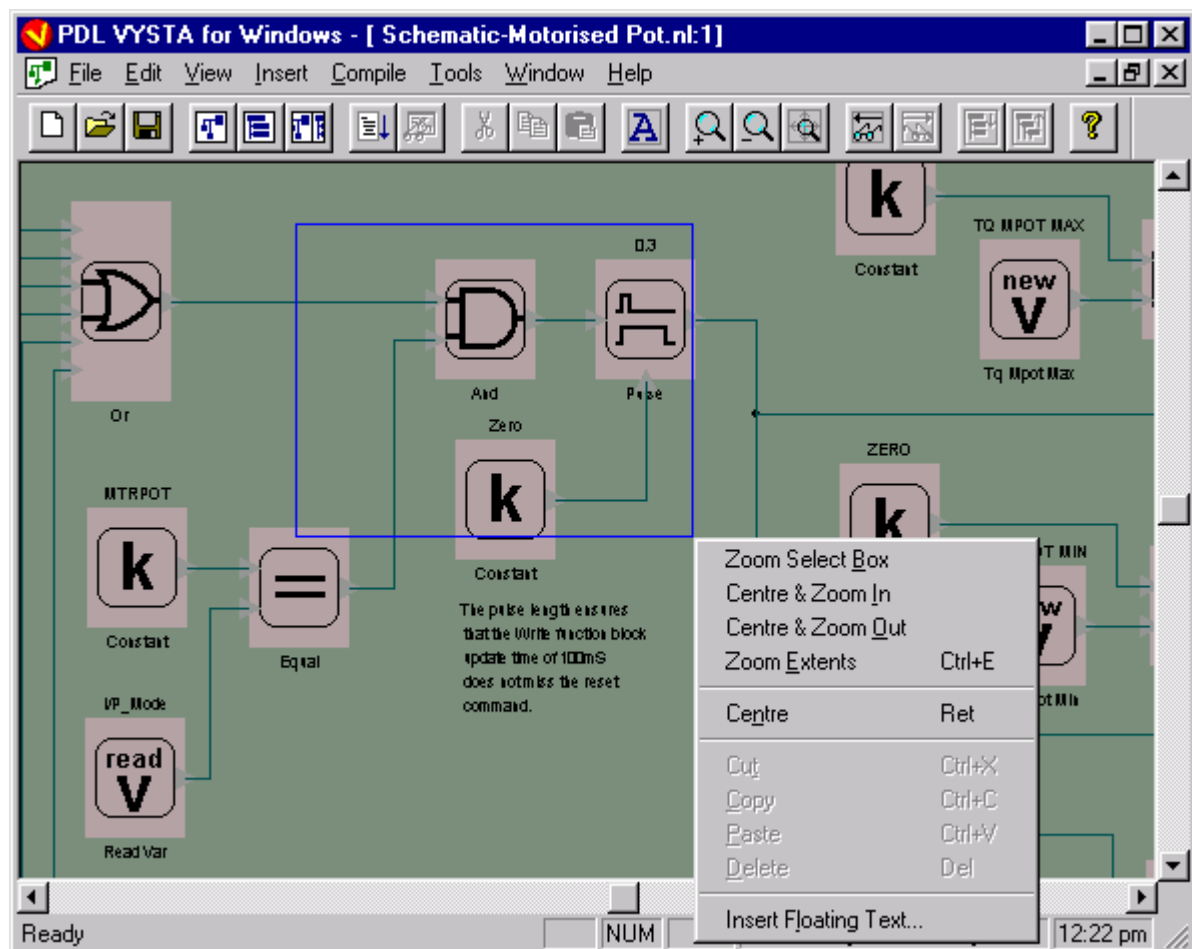 PDL VYSTA for Windows - [ Schematic-Motorised Pot.nl:1]
File Edit View Insert Compile Tools Window Help
A
?
k
Constant
TQ MPOT MAX
new
V
Tq Mpot Max
0.3
Or
And
Pulse
Zero
k
Constant
The pulse length ensures
that the Write function block
update time of 100mS
does not miss the reset
command.
MTRPOT
k
Constant
Equal
I/P_Mode
read
V
Read Var
ZERO
k
Zoom Select Box
Centre & Zoom In
Centre & Zoom Out
Zoom Extents Ctrl+E
Centre Ret
Cut Ctrl+X
Copy Ctrl+C
Paste Ctrl+V
Delete Del
Insert Floating Text...
MIN
Ready
NUM
12:22 pm